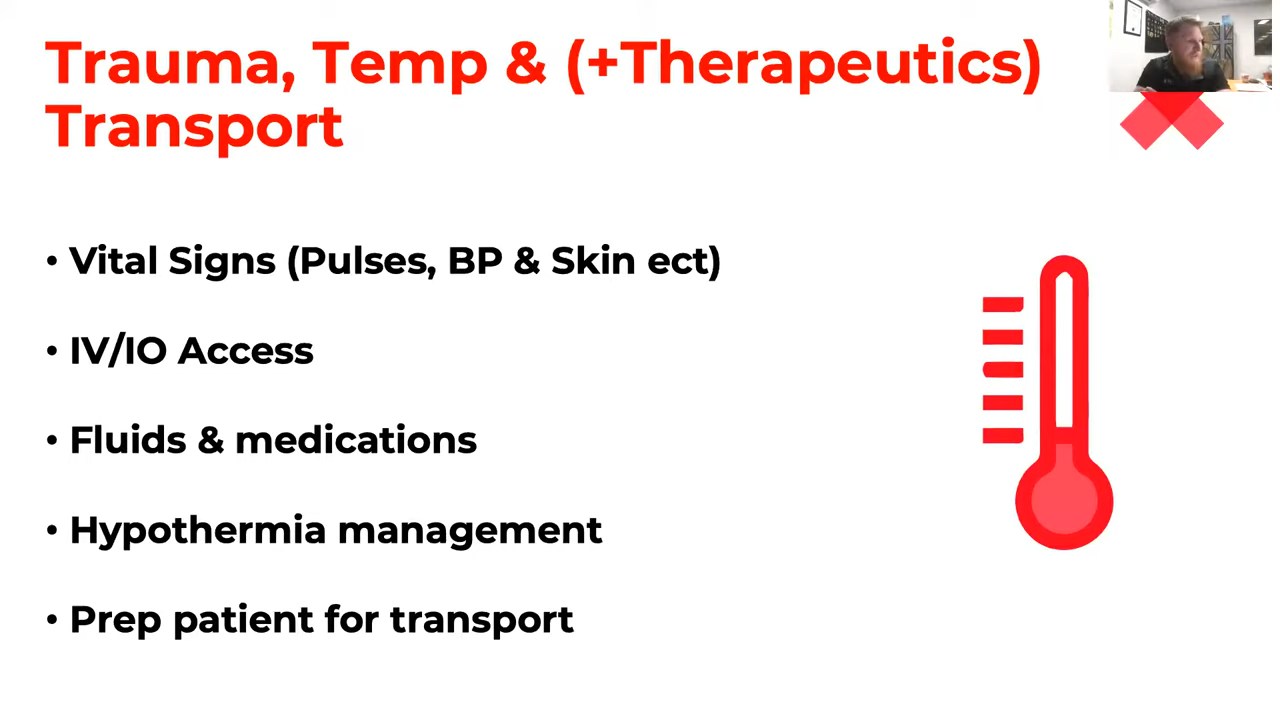 Trauma, Temp & (+Therapeutics)
Transport
• Vital Signs (Pulses, BP & Skin ect)
• IV/IO Access
• Fluids & medications
• Hypothermia management
• Prep patient for transport